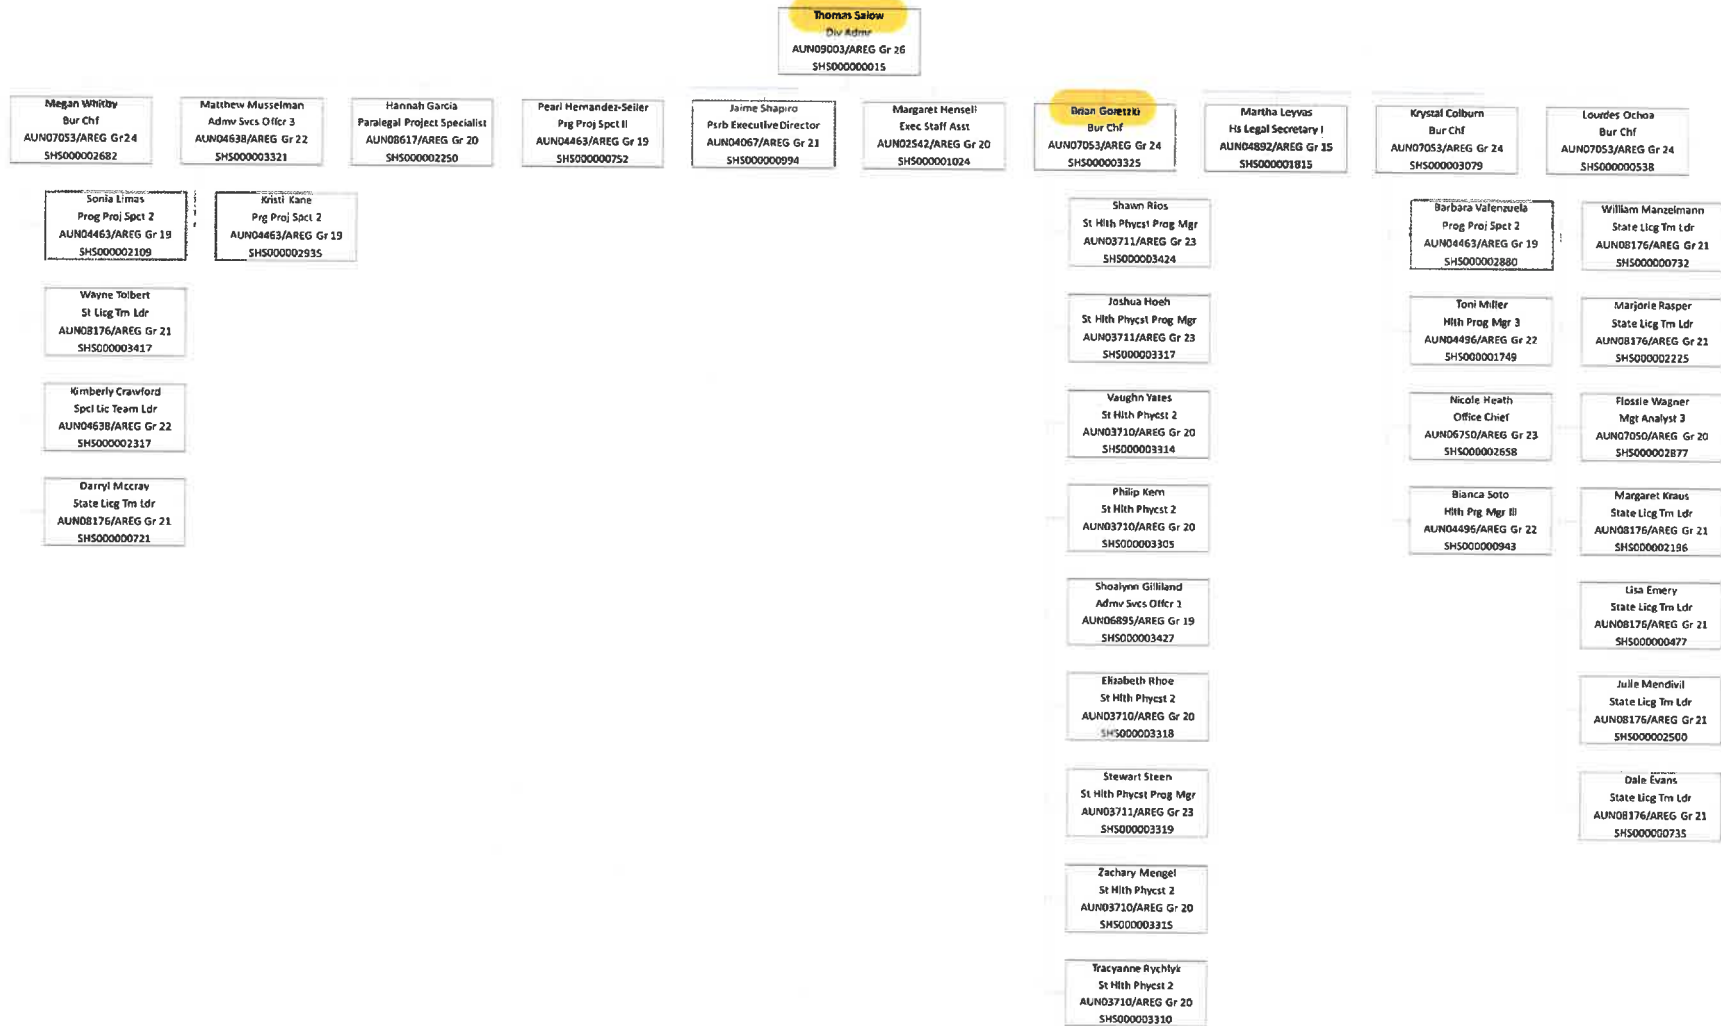 Thomas Salow
Div Admr
AUN09003/AREG Gr 26
SHS000000015
Megan Whitby
Bur Chf
AUN07053/AREG Gr24
SHS000002682
Matthew Musselman
Admv Svcs Offcr 3
AUN04638/AREG Gr 22
SHS000003321
Hannah Garcia
Paralegal Project Specialist
AUN08617/AREG Gr 20
SHS000002250
Pearl Hernandez-Seiler
Prg Proj Spct II
AUN04463/AREG Gr 19
SHS000000752
Jaime Shapiro
Psrb Executive Director
AUN04067/AREG Gr 21
SHS000000994
Margaret Hensell
Exec Staff Asst
AUN02542/AREG Gr 20
SHS000001024
Brian Goretzki
Bur Chf
AUN07053/AREG Gr 24
SHS000003325
Martha Leyvas
Hs Legal Secretary I
AUN04892/AREG Gr 15
SHS000001815
Krystal Colburn
Bur Chf
AUN07053/AREG Gr 24
SHS000003079
Lourdes Ochoa
Bur Chf
AUN07053/AREG Gr 24
SHS000000538
Sonia Limas
Prog Proj Spct 2
AUN04463/AREG Gr 19
SHS000002109
Wayne Tolbert
St Licg Tm Ldr
AUN08176/AREG Gr 21
SHS000003417
Kimberly Crawford
Spcl Lic Team Ldr
AUN04638/AREG Gr 22
SHS000002317
Darryl Mccray
State Licg Tm Ldr
AUN08176/AREG Gr 21
SHS000000721
Kristi Kane
Prg Proj Spct 2
AUN04463/AREG Gr 19
SHS000002935
Shawn Rios
St Hlth Phycst Prog Mgr
AUN03711/AREG Gr 23
SHS000003424
Joshua Hoeh
St Hlth Phycst Prog Mgr
AUN03711/AREG Gr 23
SHS000003317
Vaughn Yates
St Hlth Phycst 2
AUN03710/AREG Gr 20
SHS000003314
Philip Kern
St Hlth Phycst 2
AUN03710/AREG Gr 20
SHS000003305
Shoalynn Gilliland
Admv Svcs Offcr 1
AUN06895/AREG Gr 19
SHS000003427
Elizabeth Rhoe
St Hlth Phycst 2
AUN03710/AREG Gr 20
SHS000003318
Stewart Steen
St Hlth Phycst Prog Mgr
AUN03711/AREG Gr 23
SHS000003319
Zachary Mengel
St Hlth Phycst 2
AUN03710/AREG Gr 20
SHS000003315
Tracyanne Rychlyk
St Hlth Phycst 2
AUN03710/AREG Gr 20
SHS000003310
Barbara Valenzuela
Prog Proj Spct 2
AUN04463/AREG Gr 19
SHS000002880
Toni Miller
Hlth Prog Mgr 3
AUN04496/AREG Gr 22
SHS000001749
Nicole Heath
Office Chief
AUN06750/AREG Gr 23
SHS000002658
Bianca Soto
Hlth Prg Mgr III
AUN04496/AREG Gr 22
SHS000000943
William Manzelmann
State Licg Tm Ldr
AUN08176/AREG Gr 21
SHS000000732
Marjorie Rasper
State Licg Tm Ldr
AUN08176/AREG Gr 21
SHS000002225
Flossie Wagner
Mgt Analyst 3
AUN07050/AREG Gr 20
SHS000002877
Margaret Kraus
State Licg Tm Ldr
AUN08176/AREG Gr 21
SHS000002196
Lisa Emery
State Licg Tm Ldr
AUN08176/AREG Gr 21
SHS000000477
Julie Mendivil
State Licg Tm Ldr
AUN08176/AREG Gr 21
SHS000002500
Dale Evans
State Licg Tm Ldr
AUN08176/AREG Gr 21
SHS000000735